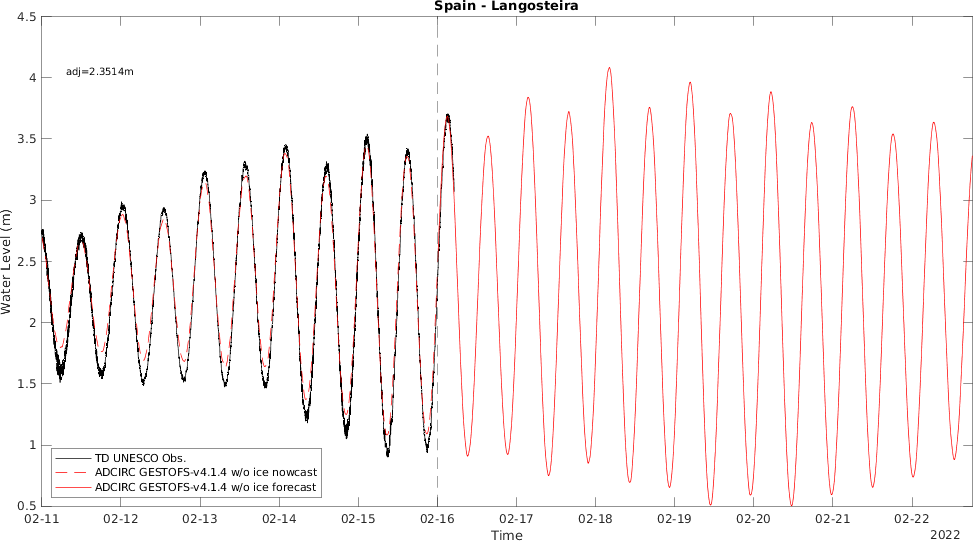 Spain - Langosteira
4.5
4
3.5
3
2.5
2
1.5
1
0.5
Water Level (m)
adj=2.3514m
TD UNESCO Obs.
ADCIRC GESTOFS-v4.1.4 w/o ice nowcast
ADCIRC GESTOFS-v4.1.4 w/o ice forecast
02-11 02-12 02-13 02-14 02-15 02-16 02-17 02-18 02-19 02-20 02-21 02-22
Time
2022